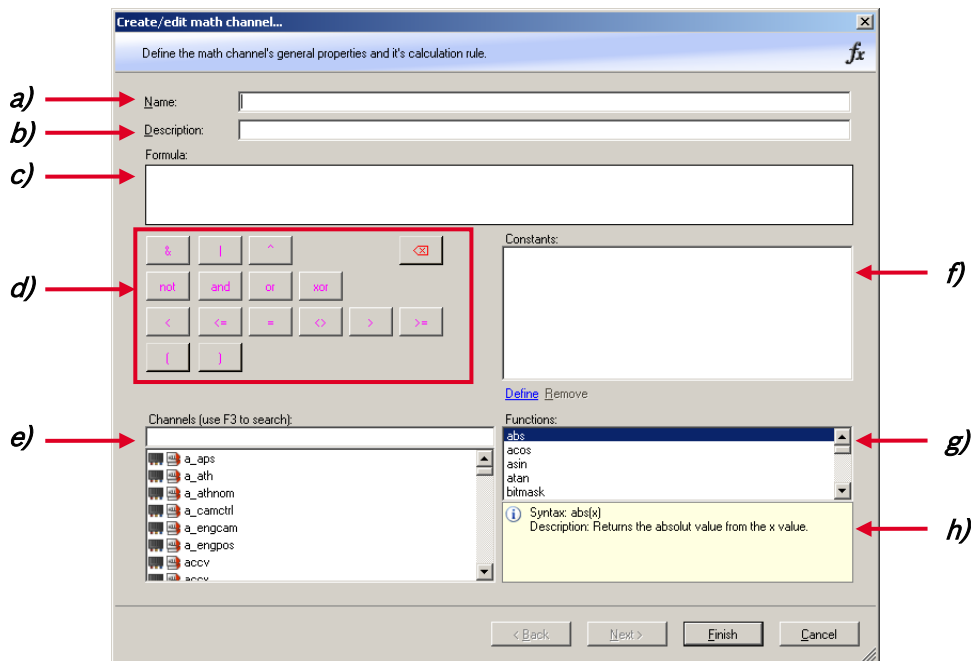 Create/edit math channel...
Define the math channel's general properties and it's calculation rule.
fx
a)
Name:
b)
Description:
Formula:
c)
d)
& | ^
not and or xor
< <= = <> > >=
( )
Constants:
f)
Define Remove
e)
Channels (use F3 to search):
a_aps
a_ath
a_athnom
a_camctrl
a_engcam
a_engpos
accv
Functions:
abs
acos
asin
atan
bitmask
g)
Syntax: abs(x)
Description: Returns the absolut value from the x value.
h)
< Back Next > Finish Cancel